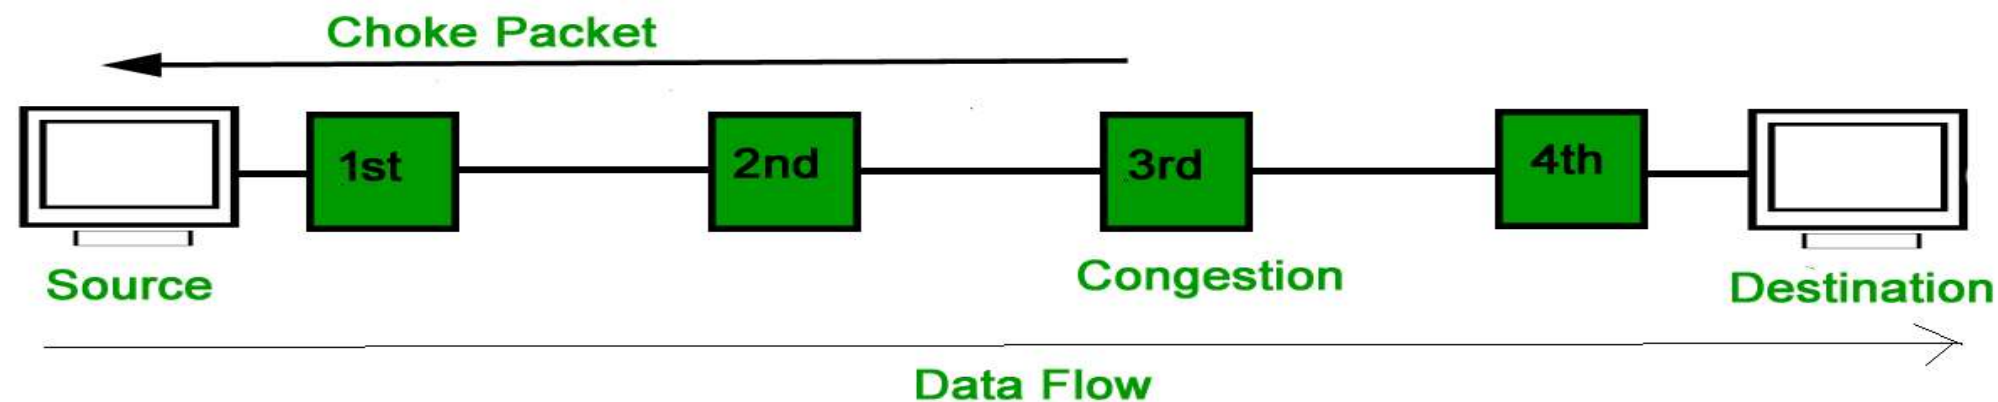 Choke Packet
1st
2nd
3rd
4th
Source
Congestion
Destination
Data Flow